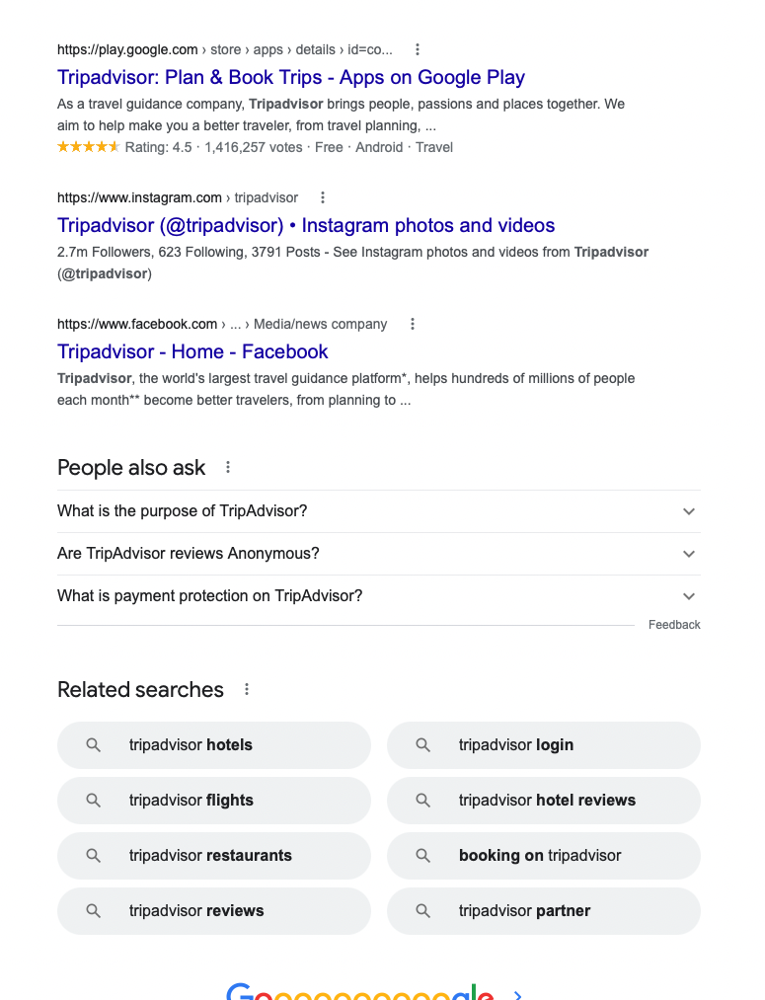 https://play.google.com › store › apps › details › id=co...
Tripadvisor: Plan & Book Trips - Apps on Google Play
As a travel guidance company, Tripadvisor brings people, passions and places together. We
aim to help make you a better traveler, from travel planning, ...
Rating: 4.5 · 1,416,257 votes · Free · Android · Travel
https://www.instagram.com › tripadvisor
Tripadvisor (@tripadvisor) • Instagram photos and videos
2.7m Followers, 623 Following, 3791 Posts - See Instagram photos and videos from Tripadvisor
(@tripadvisor)
https://www.facebook.com › ... › Media/news company
Tripadvisor - Home - Facebook
Tripadvisor, the world's largest travel guidance platform*, helps hundreds of millions of people
each month** become better travelers, from planning to ...
People also ask
What is the purpose of TripAdvisor?
Are TripAdvisor reviews Anonymous?
What is payment protection on TripAdvisor?
Feedback
Related searches
tripadvisor hotels
tripadvisor login
tripadvisor flights
tripadvisor hotel reviews
tripadvisor restaurants
booking on tripadvisor
tripadvisor reviews
tripadvisor partner
Goooooooooogle